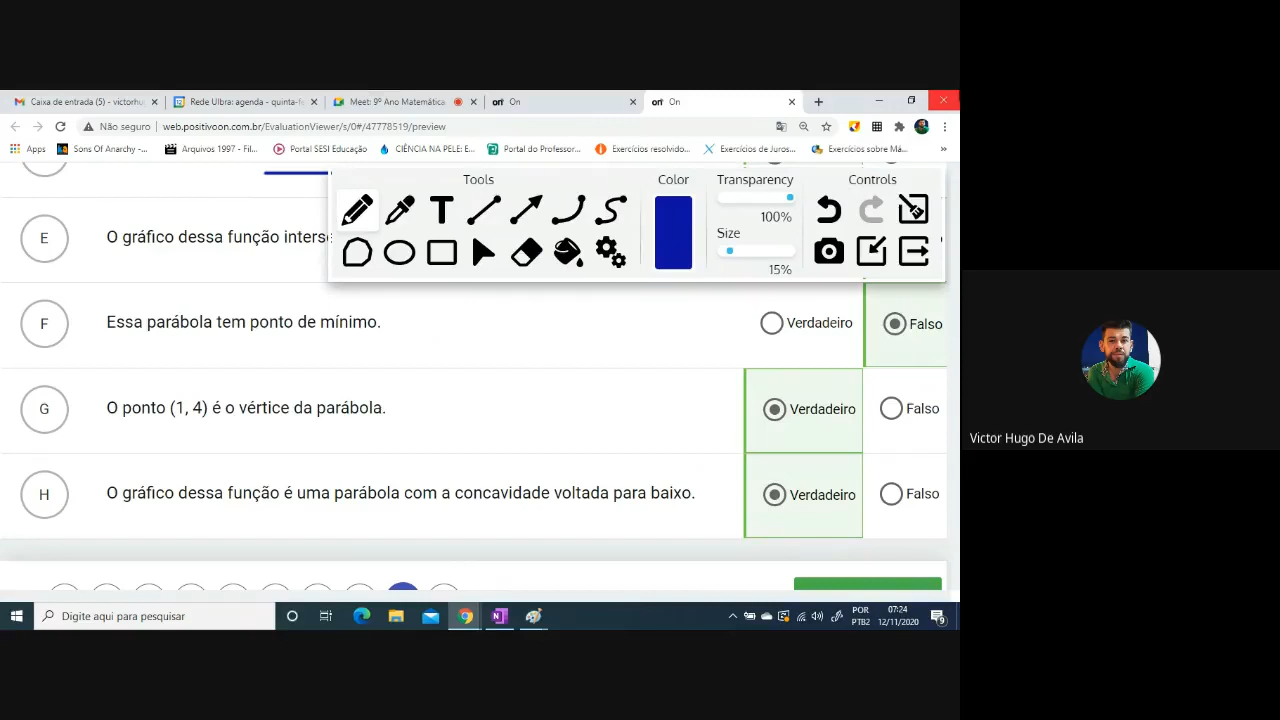 Caixa de entrada (5) - victorhu
Rede Ulbra: agenda - quinta-fe
Meet: 9º Ano Matemática
On
On
Não seguro
web.positivoon.com.br/EvaluationViewer/s/0#/47778519/preview
Apps
Sons Of Anarchy -...
Arquivos 1997 - Fil...
Portal SESI Educação
CIÊNCIA NA PELE: E...
Portal do Professor...
Exercícios resolvido...
Exercícios de Juros...
Exercícios sobre Má...
»
Tools
Color
Transparency
Controls
100%
Size
15%
T
E
O gráfico dessa função inters
F
Essa parábola tem ponto de mínimo.
Verdadeiro
Falso
G
O ponto (1, 4) é o vértice da parábola.
Verdadeiro
Falso
H
O gráfico dessa função é uma parábola com a concavidade voltada para baixo.
Verdadeiro
Falso
Digite aqui para pesquisar
POR
PTB2
07:24
12/11/2020
9
Victor Hugo De Avila